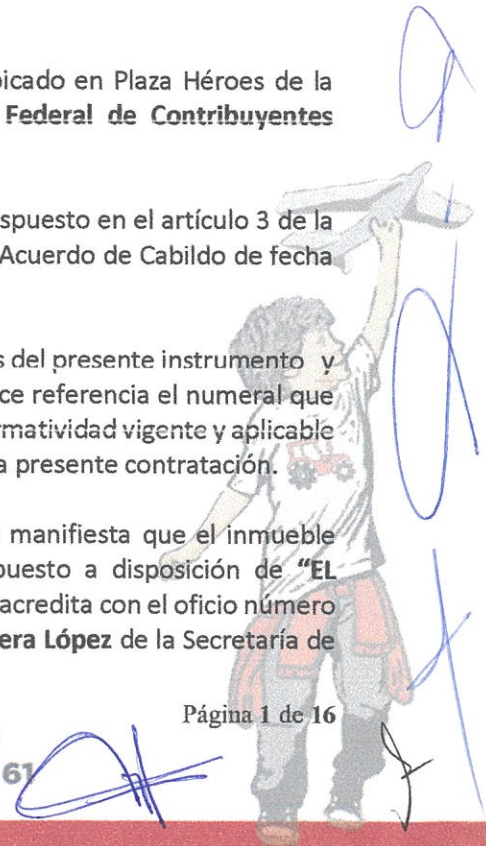 bicado en Plaza Héroes de la
Federal de Contribuyentes
spuesto en el artículo 3 de la
Acuerdo de Cabildo de fecha
s del presente instrumento y
ce referencia el numeral que
rmatividad vigente y aplicable
a presente contratación.
manifiesta que el inmueble
puesto a disposición de "EL
acredita con el oficio número
era López de la Secretaría de
Página 1 de 16
61